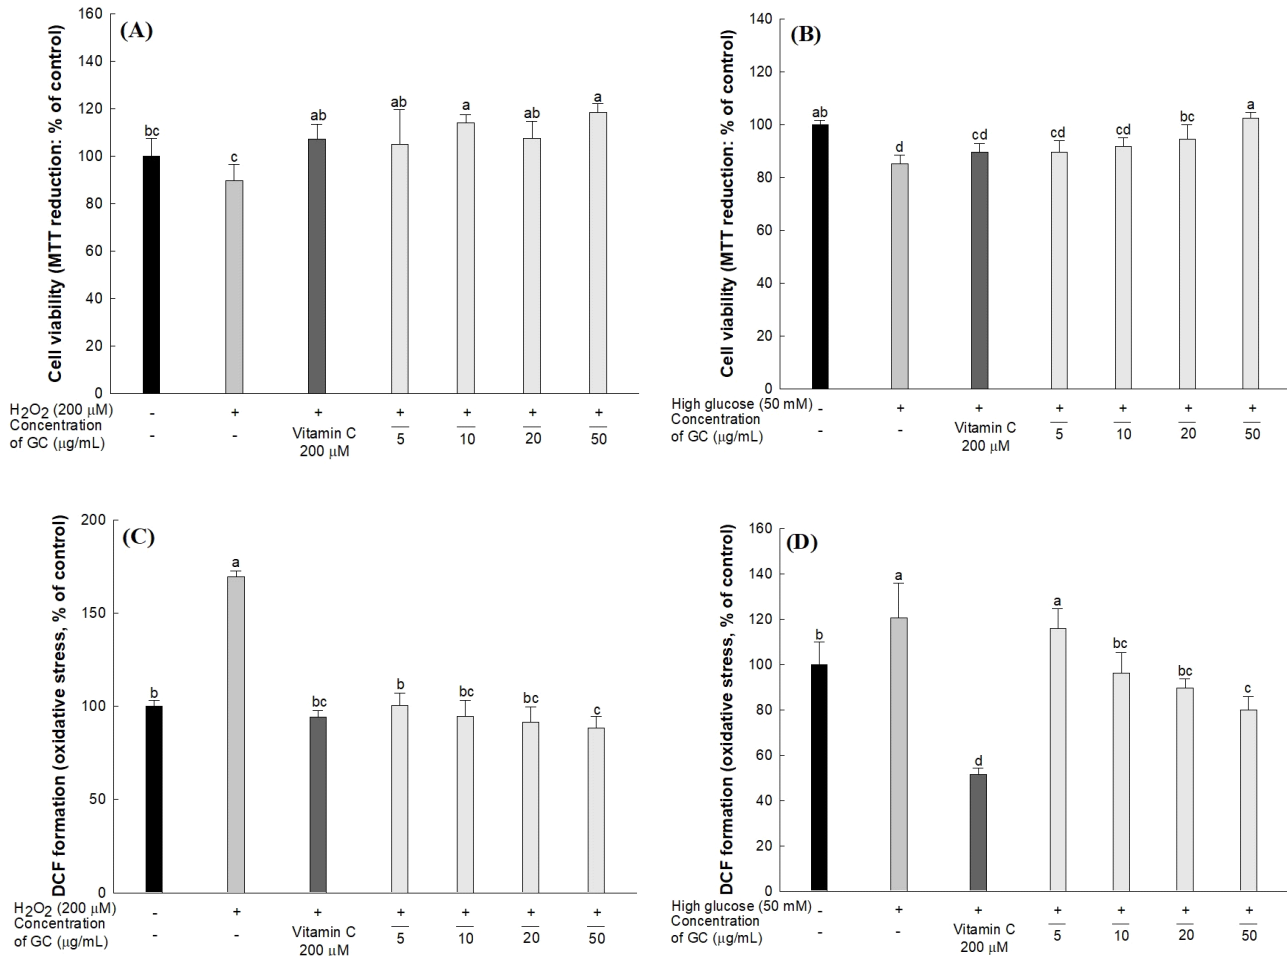 (A)
Cell viability (MTT reduction: % of control)
160
140
120
100
80
60
40
20
0
bc
c
ab
ab
a
ab
a
H2O2 (200 μM) - + + + + + +
Concentration
of GC (μg/mL) - - Vitamin C 5 10 20 50
200 μM
(B)
Cell viability (MTT reduction: % of control)
140
120
100
80
60
40
20
0
ab
d
cd
cd
cd
bc
a
High glucose (50 mM) - + + + + + +
Concentration
of GC (μg/mL) - - Vitamin C 5 10 20 50
200 μM
(C)
DCF formation (oxidative stress, % of control)
200
150
100
50
0
b
a
bc
b
bc
bc
c
H2O2 (200 μM) - + + + + + +
Concentration
of GC (μg/mL) - - Vitamin C 5 10 20 50
200 μM
(D)
DCF formation (oxidative stress, % of control)
160
140
120
100
80
60
40
20
0
b
a
d
a
bc
bc
c
High glucose (50 mM) - + + + + + +
Concentration
of GC (μg/mL) - - Vitamin C 5 10 20 50
200 μM